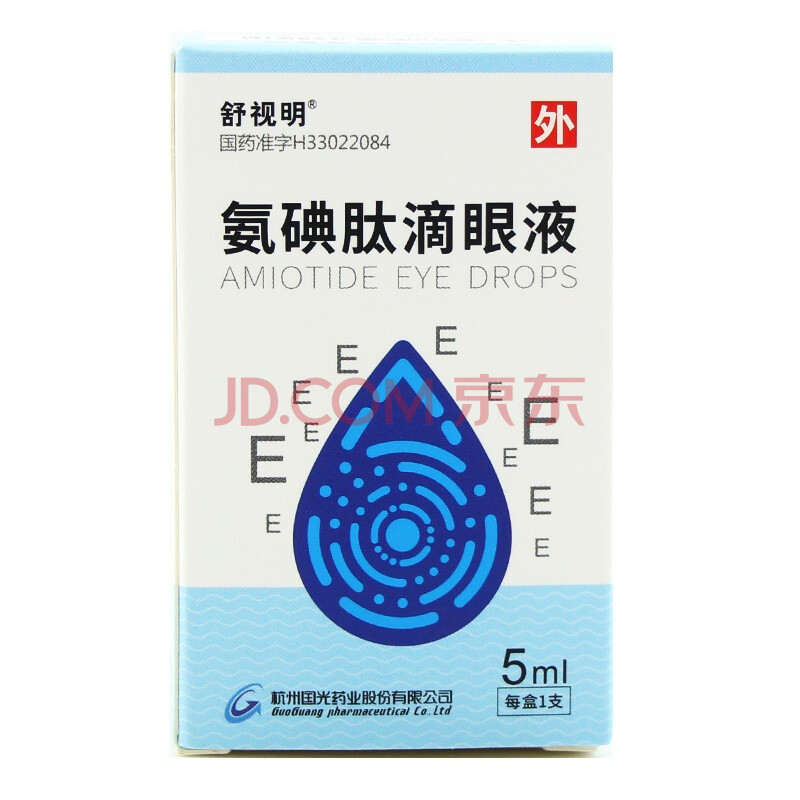 舒视明®
外
国药准字H33022084
氨碘肽滴眼液
AMIOTIDE EYE DROPS
E
E
E
E
E
E
E
E
E
E
E
JD.COM 京东
5ml
每盒1支
杭州国光药业股份有限公司
GuoGuang pharmaceutical Co.Ltd